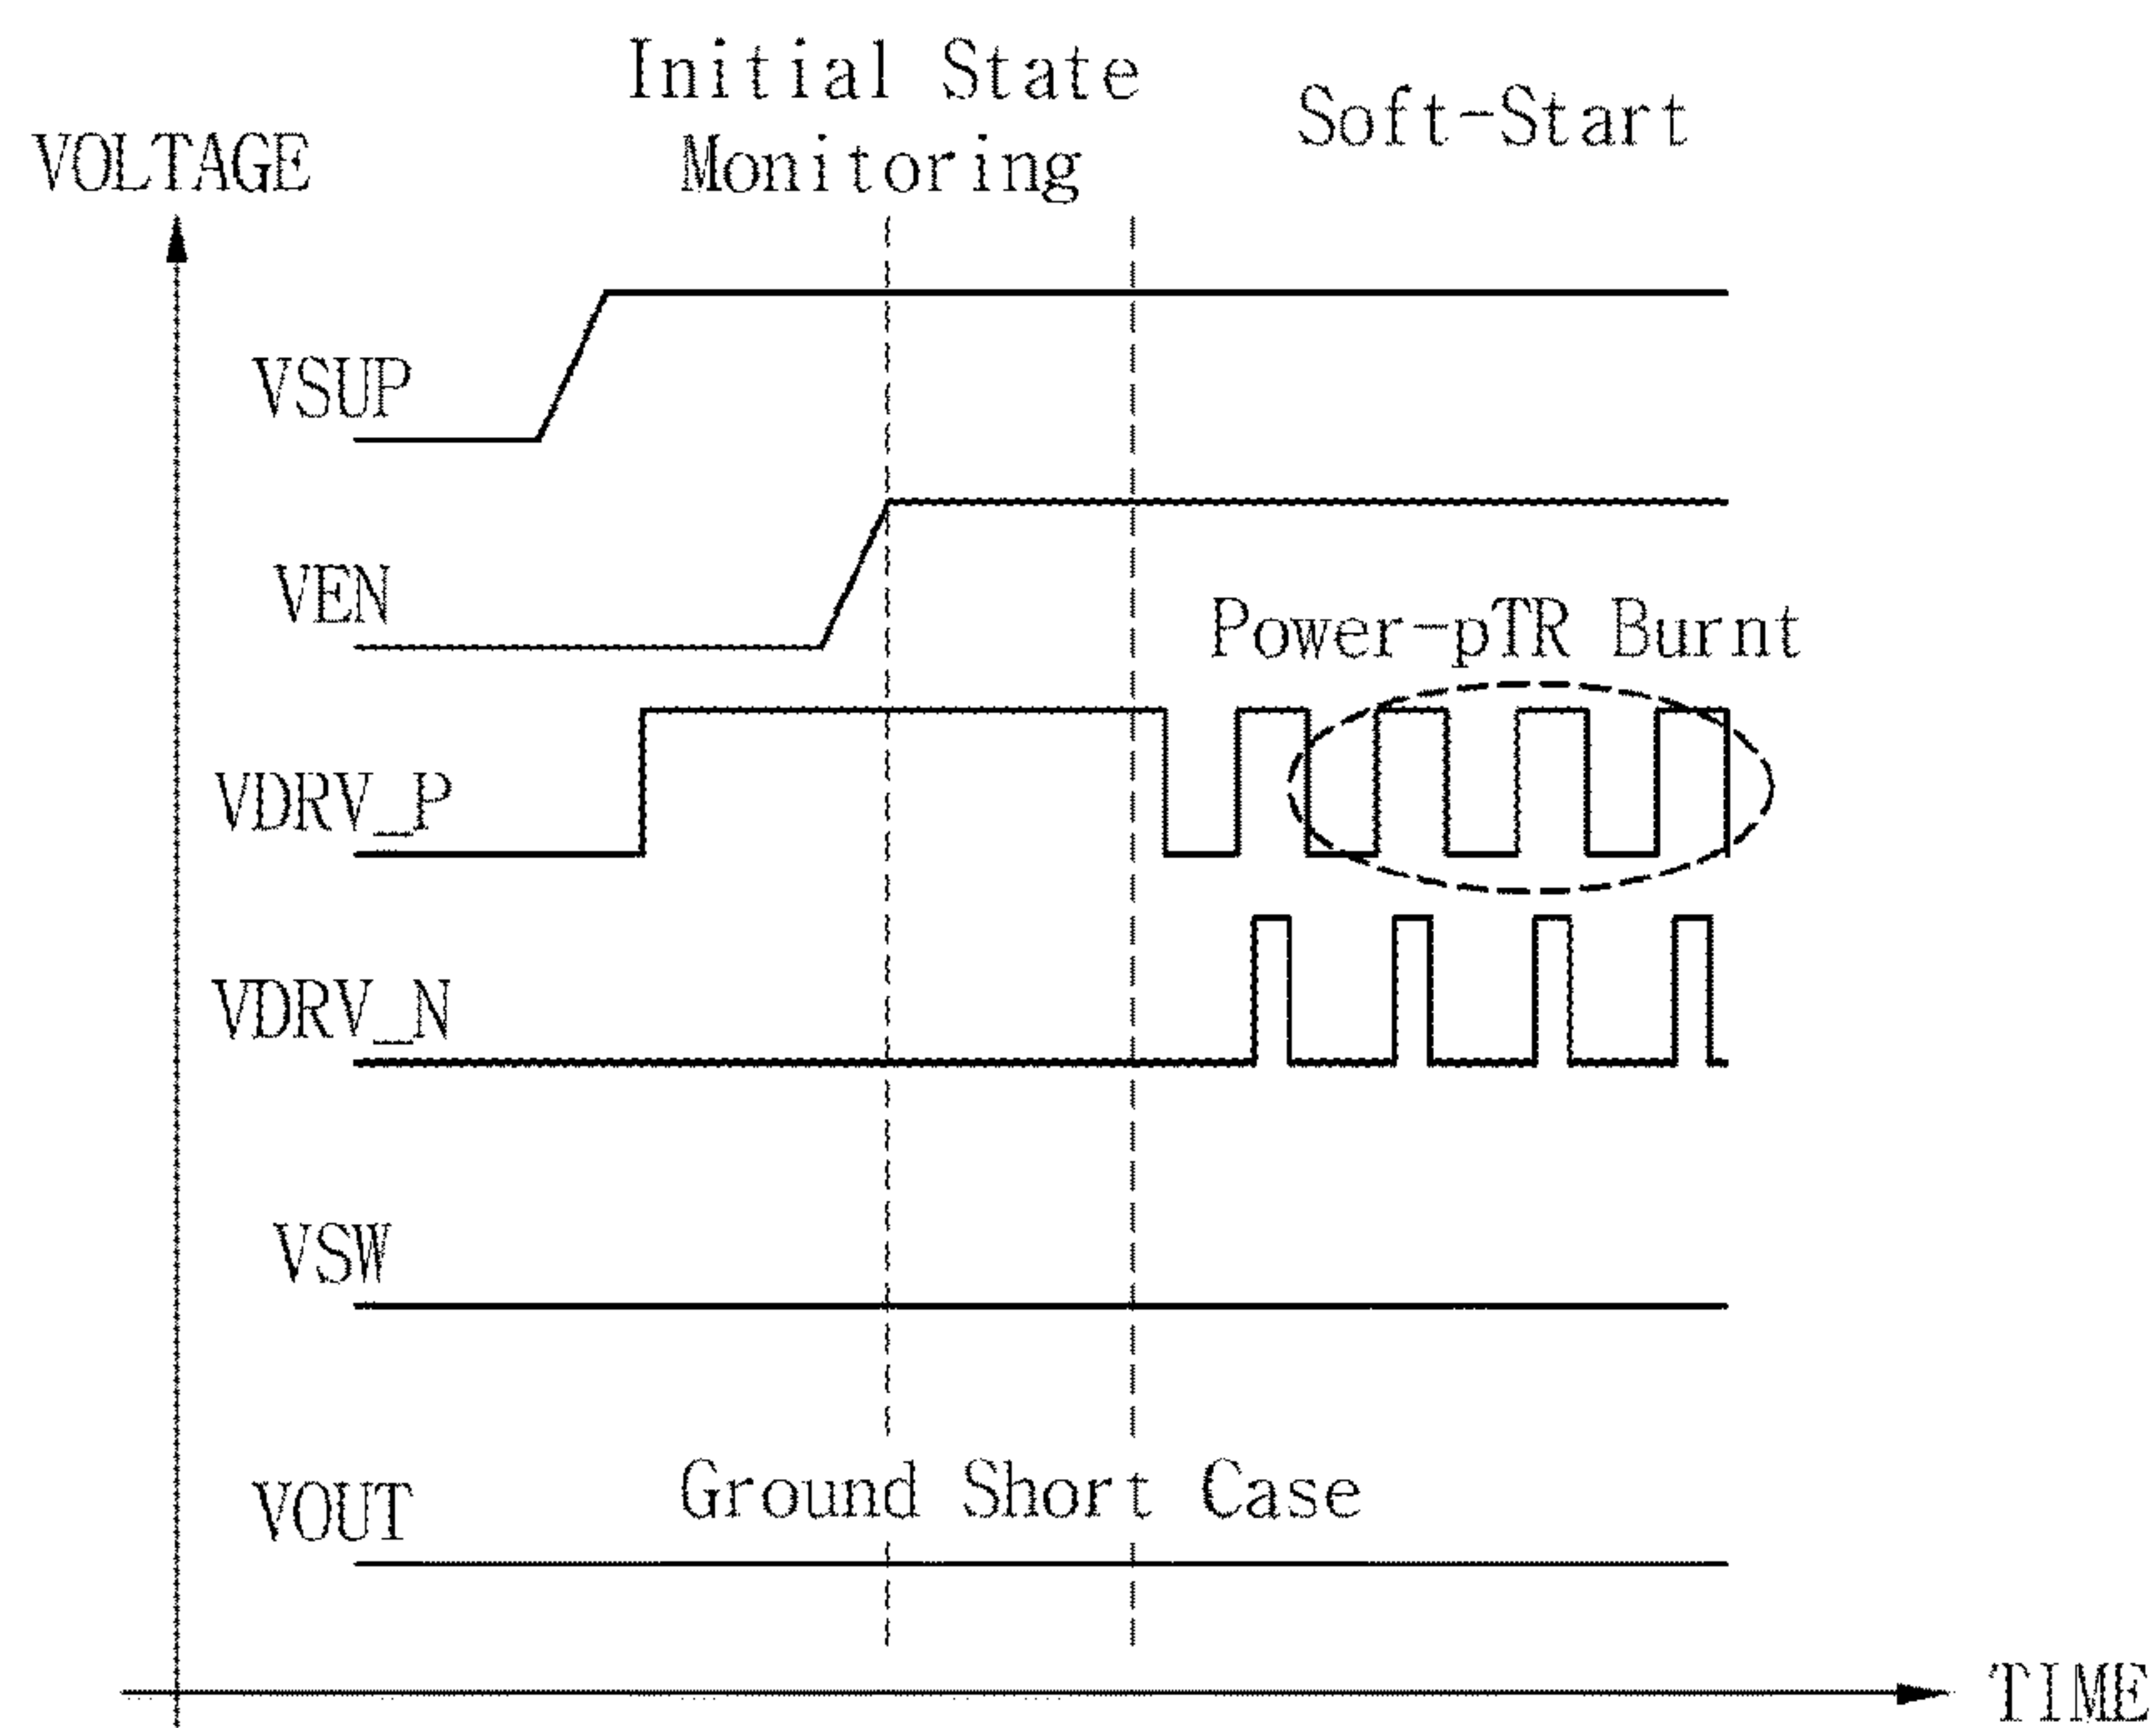 Initial State
Monitoring
Soft-Start
VOLTAGE
VSUP
VEN
Power-pTR Burnt
VDRV_P
VDRV_N
VSW
Ground Short Case
VOUT
TIME